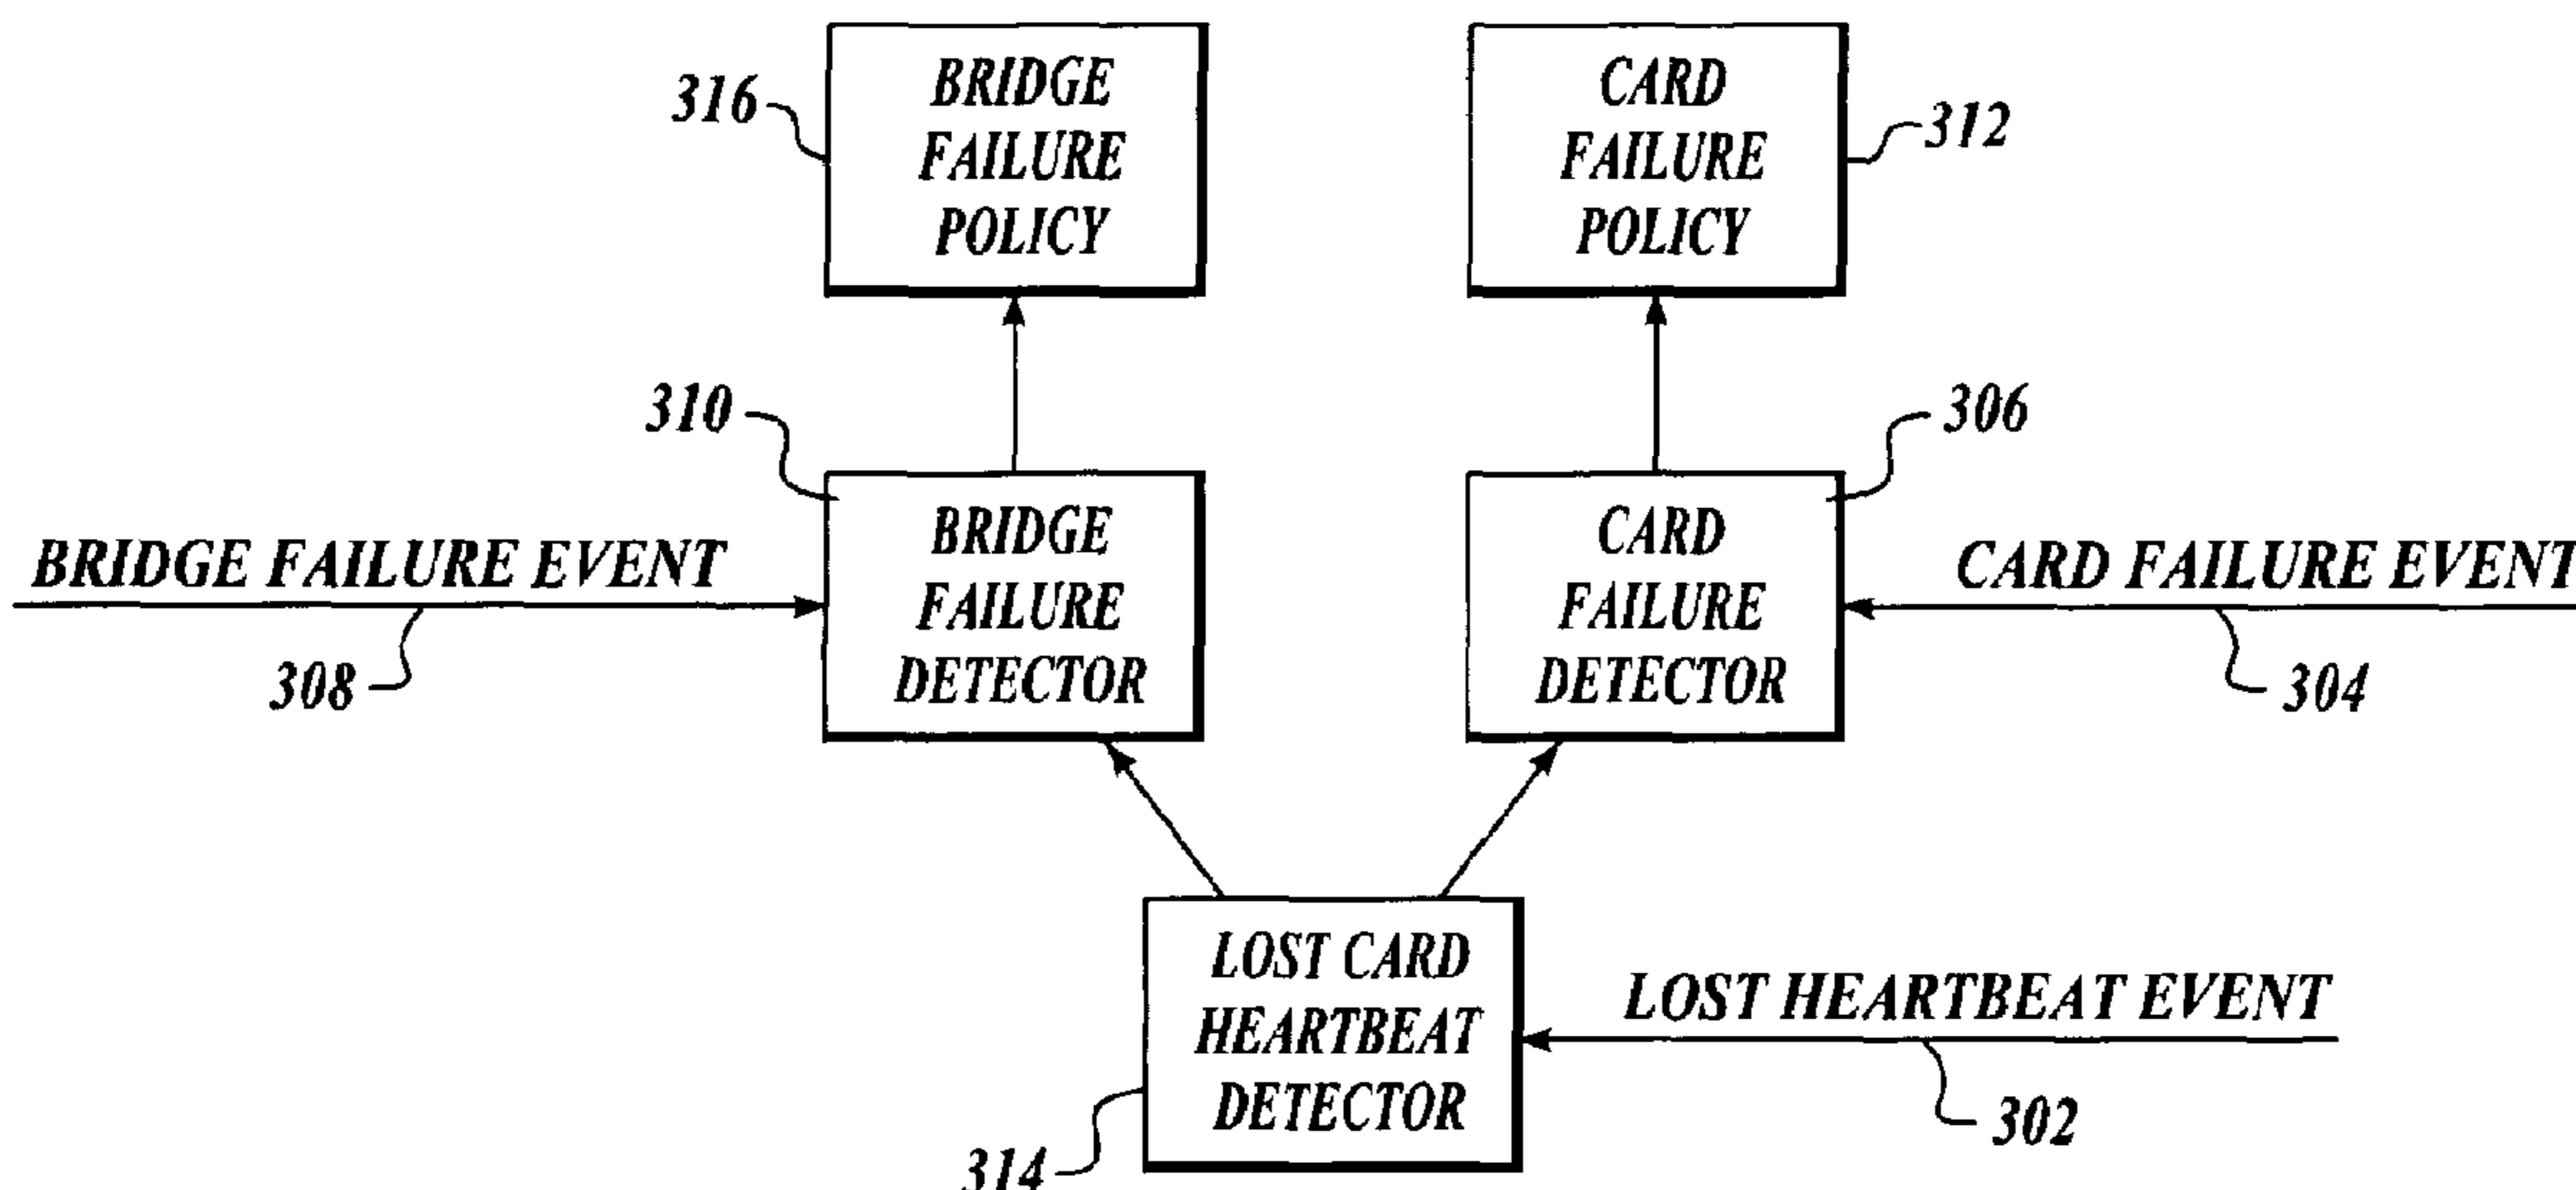 BRIDGE
FAILURE
POLICY
316
CARD
FAILURE
POLICY
312
310
306
BRIDGE FAILURE EVENT
308
BRIDGE
FAILURE
DETECTOR
CARD
FAILURE
DETECTOR
CARD FAILURE EVENT
304
LOST CARD
HEARTBEAT
DETECTOR
LOST HEARTBEAT EVENT
302
314